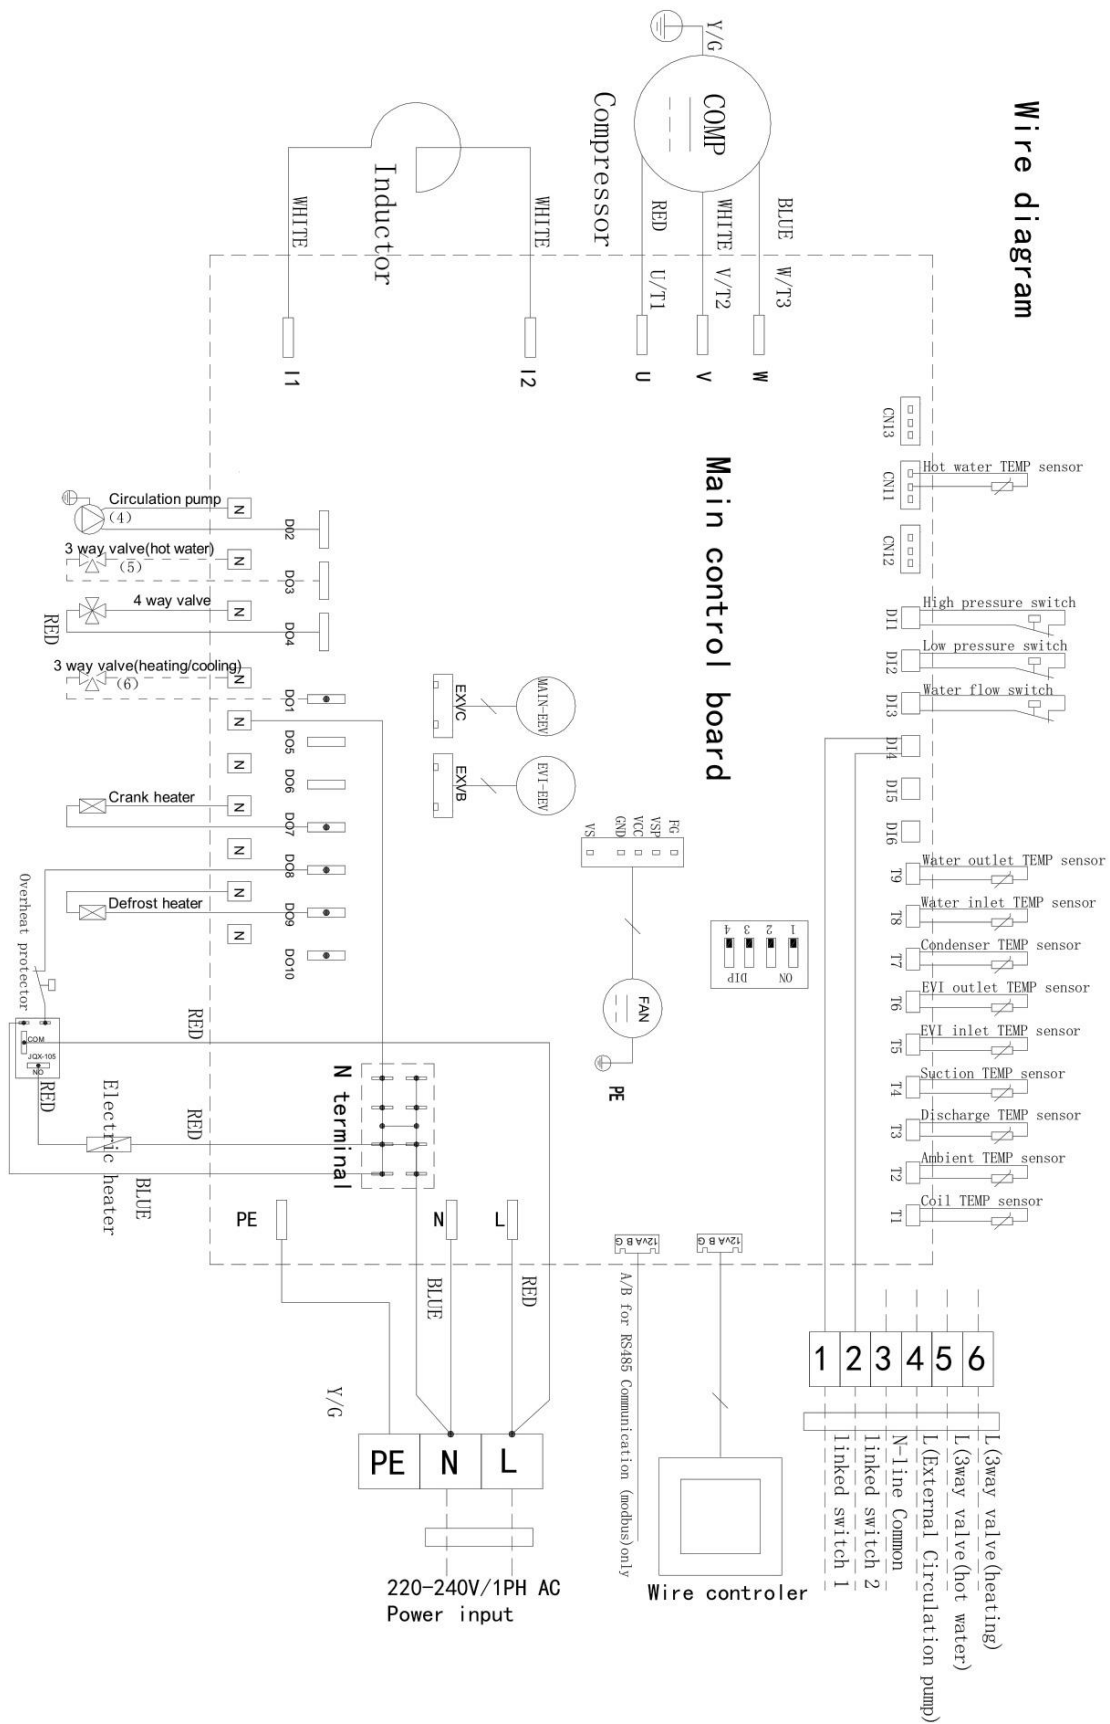 Wire diagram
Y/G
COMP
Compressor
BLUE
WHITE
RED
W/T3
V/T2
U/T1
W
V
U
Inductor
WHITE
WHITE
I2
I1
Main control board
CN13
CN11
Hot water TEMP sensor
CN12
DI1
High pressure switch
DI2
Low pressure switch
DI3
Water flow switch
DI4
DI5
DI6
T9
Water outlet TEMP sensor
T8
Water inlet TEMP sensor
T7
Condenser TEMP sensor
T6
EVI outlet TEMP sensor
T5
EVI inlet TEMP sensor
T4
Suction TEMP sensor
T3
Discharge TEMP sensor
T2
Ambient TEMP sensor
T1
Coil TEMP sensor
Circulation pump
(4)
N
DO2
3 way valve(hot water)
(5)
N
DO3
4 way valve
N
DO4
RED
3 way valve(heating/cooling)
(6)
N
DO1
N
DO5
N
DO6
Crank heater
N
DO7
N
DO8
Defrost heater
N
DO9
N
DO10
EXVC
MAIN-EEV
EXVB
EVI-EEV
VS
GND
VCC
VSP
FG
FAN
PE
4 3 2 1
DIP
ON
Overheat protector
COM
JQX-105
NO
RED
RED
RED
Electric heater
BLUE
N terminal
PE
N
L
BLUE
RED
Y/G
PE
N
L
220-240V/1PH AC
Power input
12vA B G
12vA B G
A/B for RS485 Communication (modbus)only
Wire controler
1
2
3
4
5
6
L(3way valve(heating)
L(3way valve(hot water)
L(External Circulation pump)
N-line Common
linked switch 2
linked switch 1